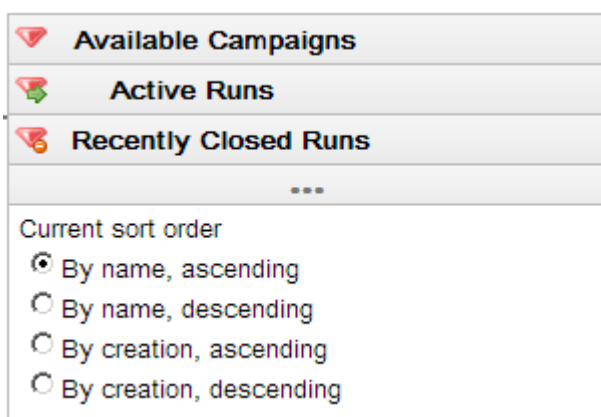 Available Campaigns
Active Runs
Recently Closed Runs
...
Current sort order
By name, ascending
By name, descending
By creation, ascending
By creation, descending